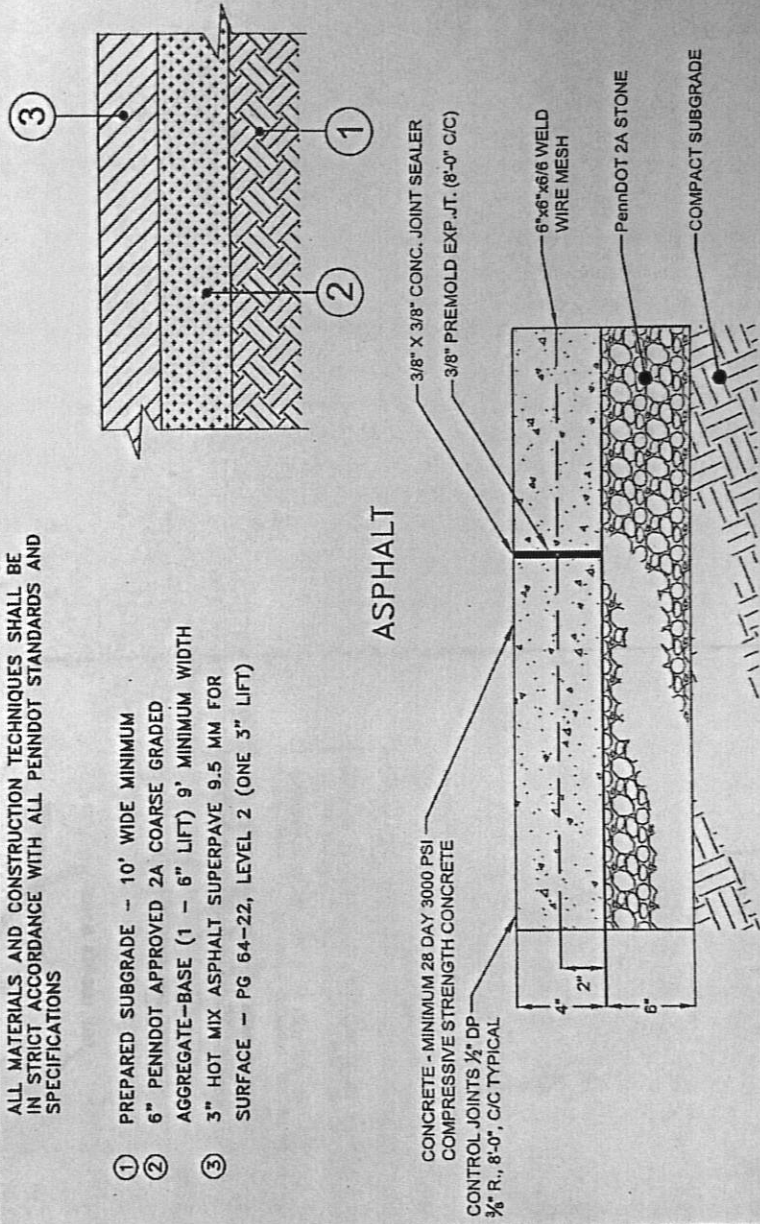 ALL MATERIALS AND CONSTRUCTION TECHNIQUES SHALL BE
IN STRICT ACCORDANCE WITH ALL PENNDOT STANDARDS AND
SPECIFICATIONS
① PREPARED SUBGRADE - 10' WIDE MINIMUM
② 6" PENNDOT APPROVED 2A COARSE GRADED
AGGREGATE-BASE (1 - 6" LIFT) 9' MINIMUM WIDTH
③ 3" HOT MIX ASPHALT SUPERPAVE 9.5 MM FOR
SURFACE - PG 64-22, LEVEL 2 (ONE 3" LIFT)
3
2
1
ASPHALT
CONCRETE - MINIMUM 28 DAY 3000 PSI
COMPRESSIVE STRENGTH CONCRETE
CONTROL JOINTS ½" DP
⅜" R., 8'-0", C/C TYPICAL
3/8" X 3/8" CONC. JOINT SEALER
3/8" PREMOLD EXP.JT. (8'-0" C/C)
6"x6"x6/6 WELD
WIRE MESH
PennDOT 2A STONE
COMPACT SUBGRADE
4"
2"
6"